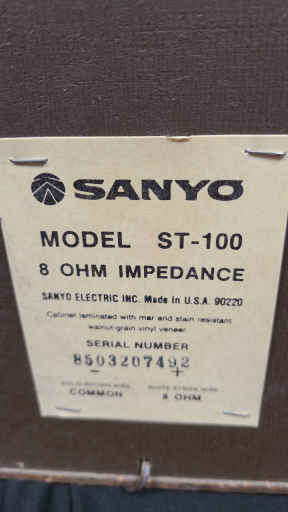 SANYO
MODEL ST-100
8 OHM IMPEDANCE
SANYO ELECTRIC INC. Made in U.S.A. 90220
Cabinet laminated with mar and stain resistant
walnut-grain vinyl veneer.
SERIAL NUMBER
8503207492
− +
COMMON 8 OHM